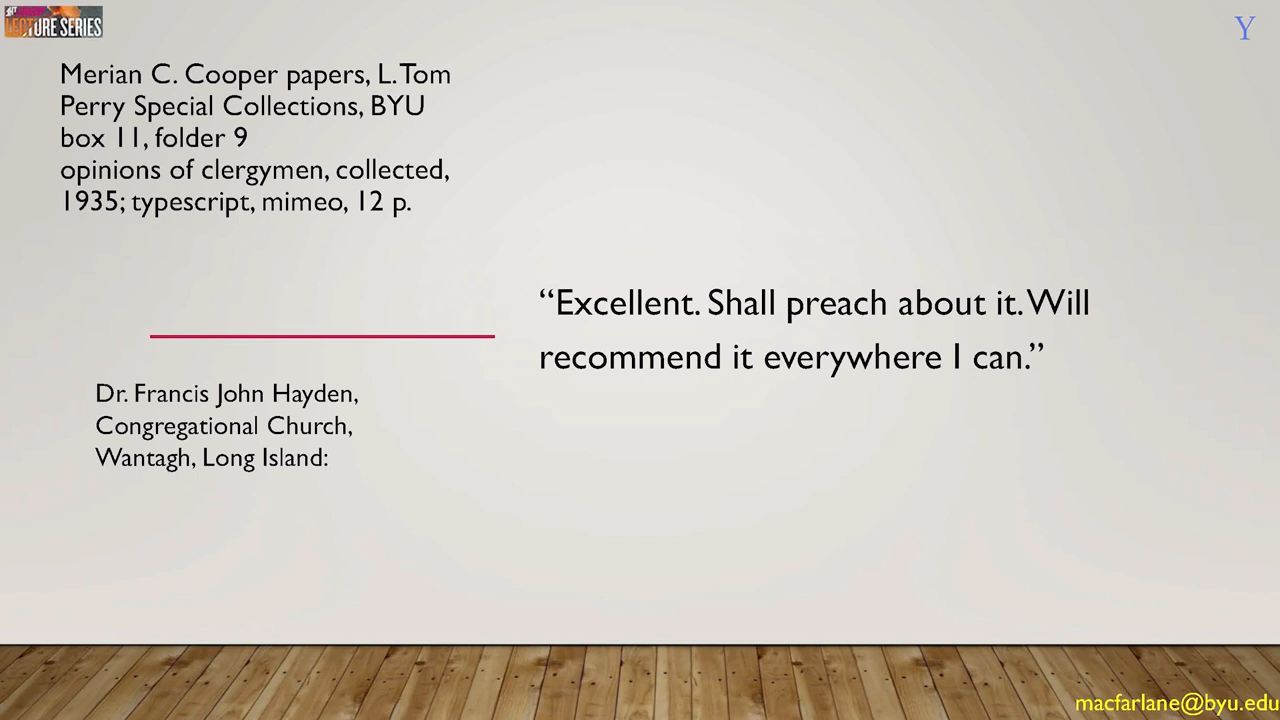 LECTURE SERIES
Y
Merian C. Cooper papers, L. Tom
Perry Special Collections, BYU
box 11, folder 9
opinions of clergymen, collected,
1935; typescript, mimeo, 12 p.
“Excellent. Shall preach about it. Will
recommend it everywhere I can.”
Dr. Francis John Hayden,
Congregational Church,
Wantagh, Long Island:
macfarlane@byu.edu